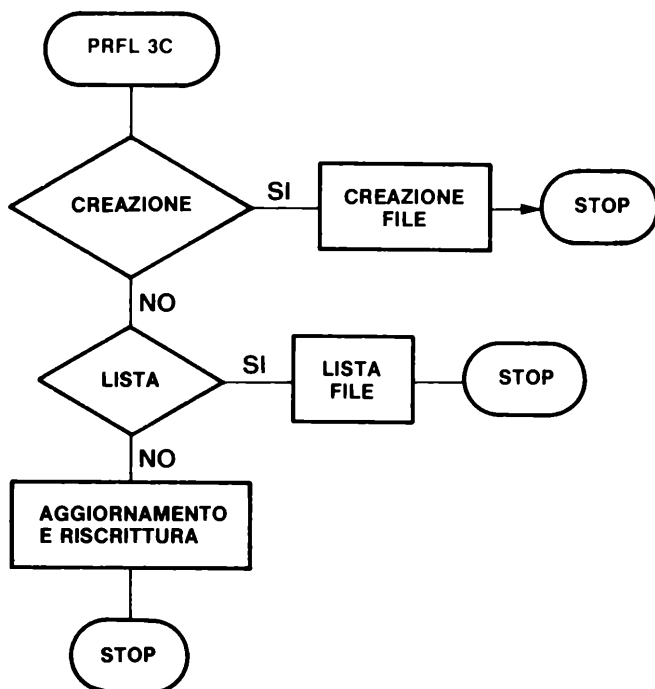 PRFL 3C
CREAZIONE
SI
CREAZIONE
FILE
STOP
NO
LISTA
SI
LISTA
FILE
STOP
NO
AGGIORNAMENTO
E RISCRITTURA
STOP